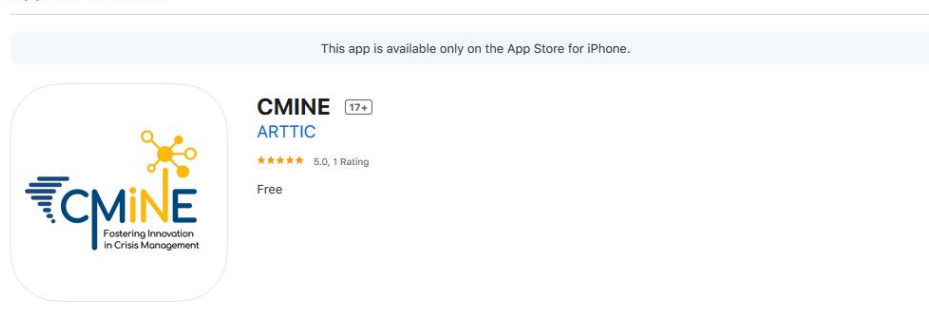 This app is available only on the App Store for iPhone.
CMINE 17+
ARTTIC
5.0, 1 Rating
Free
CMiNE
Fostering Innovation
in Crisis Management